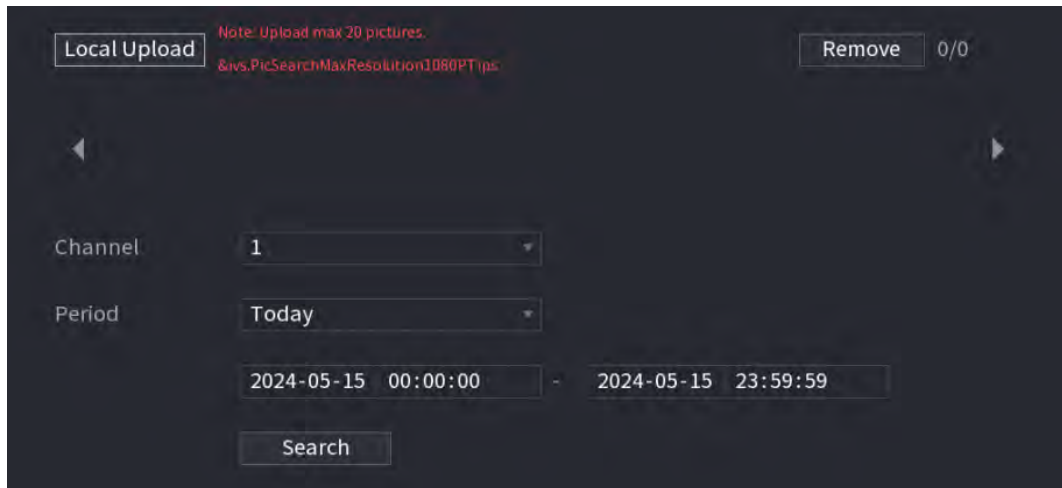 Local Upload
Note: Upload max 20 pictures.
&ivs.PicSearchMaxResolution1080PTips
Remove 0/0
Channel 1
Period Today
2024-05-15 00:00:00 - 2024-05-15 23:59:59
Search